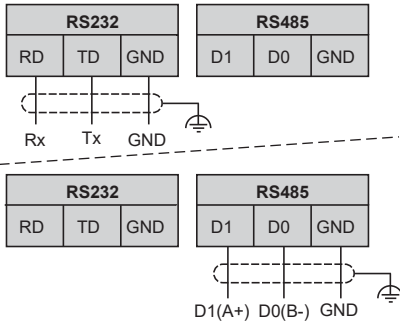 RS232 RS485
RD TD GND D1 D0 GND
Rx Tx GND
RS232 RS485
RD TD GND D1 D0 GND
D1(A+) D0(B-) GND